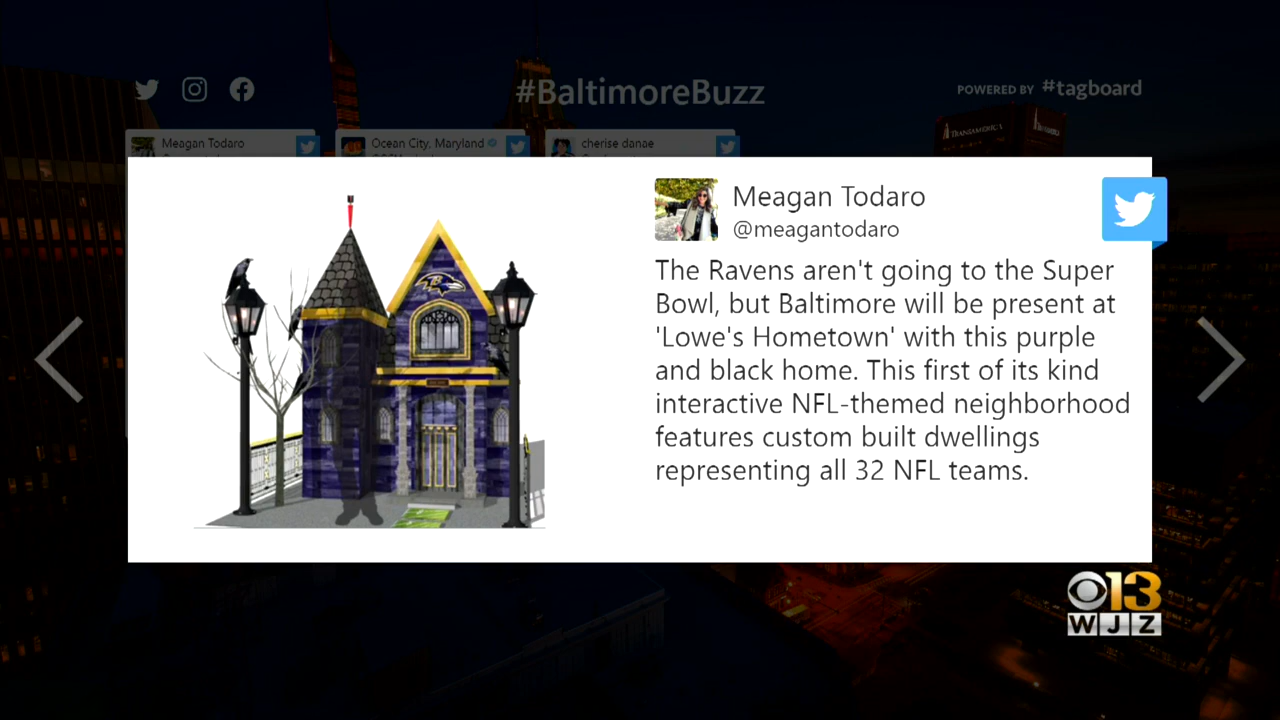 #BaltimoreBuzz
POWERED BY #tagboard
TRANSAMERICA
Meagan Todaro
Ocean City, Maryland
cherise danae
Meagan Todaro
@meagantodaro
The Ravens aren't going to the Super
Bowl, but Baltimore will be present at
'Lowe's Hometown' with this purple
and black home. This first of its kind
interactive NFL-themed neighborhood
features custom built dwellings
representing all 32 NFL teams.
13
WJZ